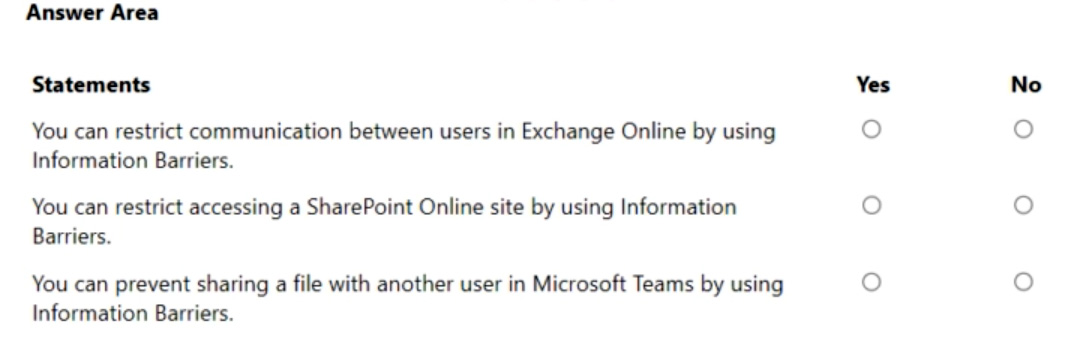 Answer Area
Statements Yes No
You can restrict communication between users in Exchange Online by using
Information Barriers.
You can restrict accessing a SharePoint Online site by using Information
Barriers.
You can prevent sharing a file with another user in Microsoft Teams by using
Information Barriers.